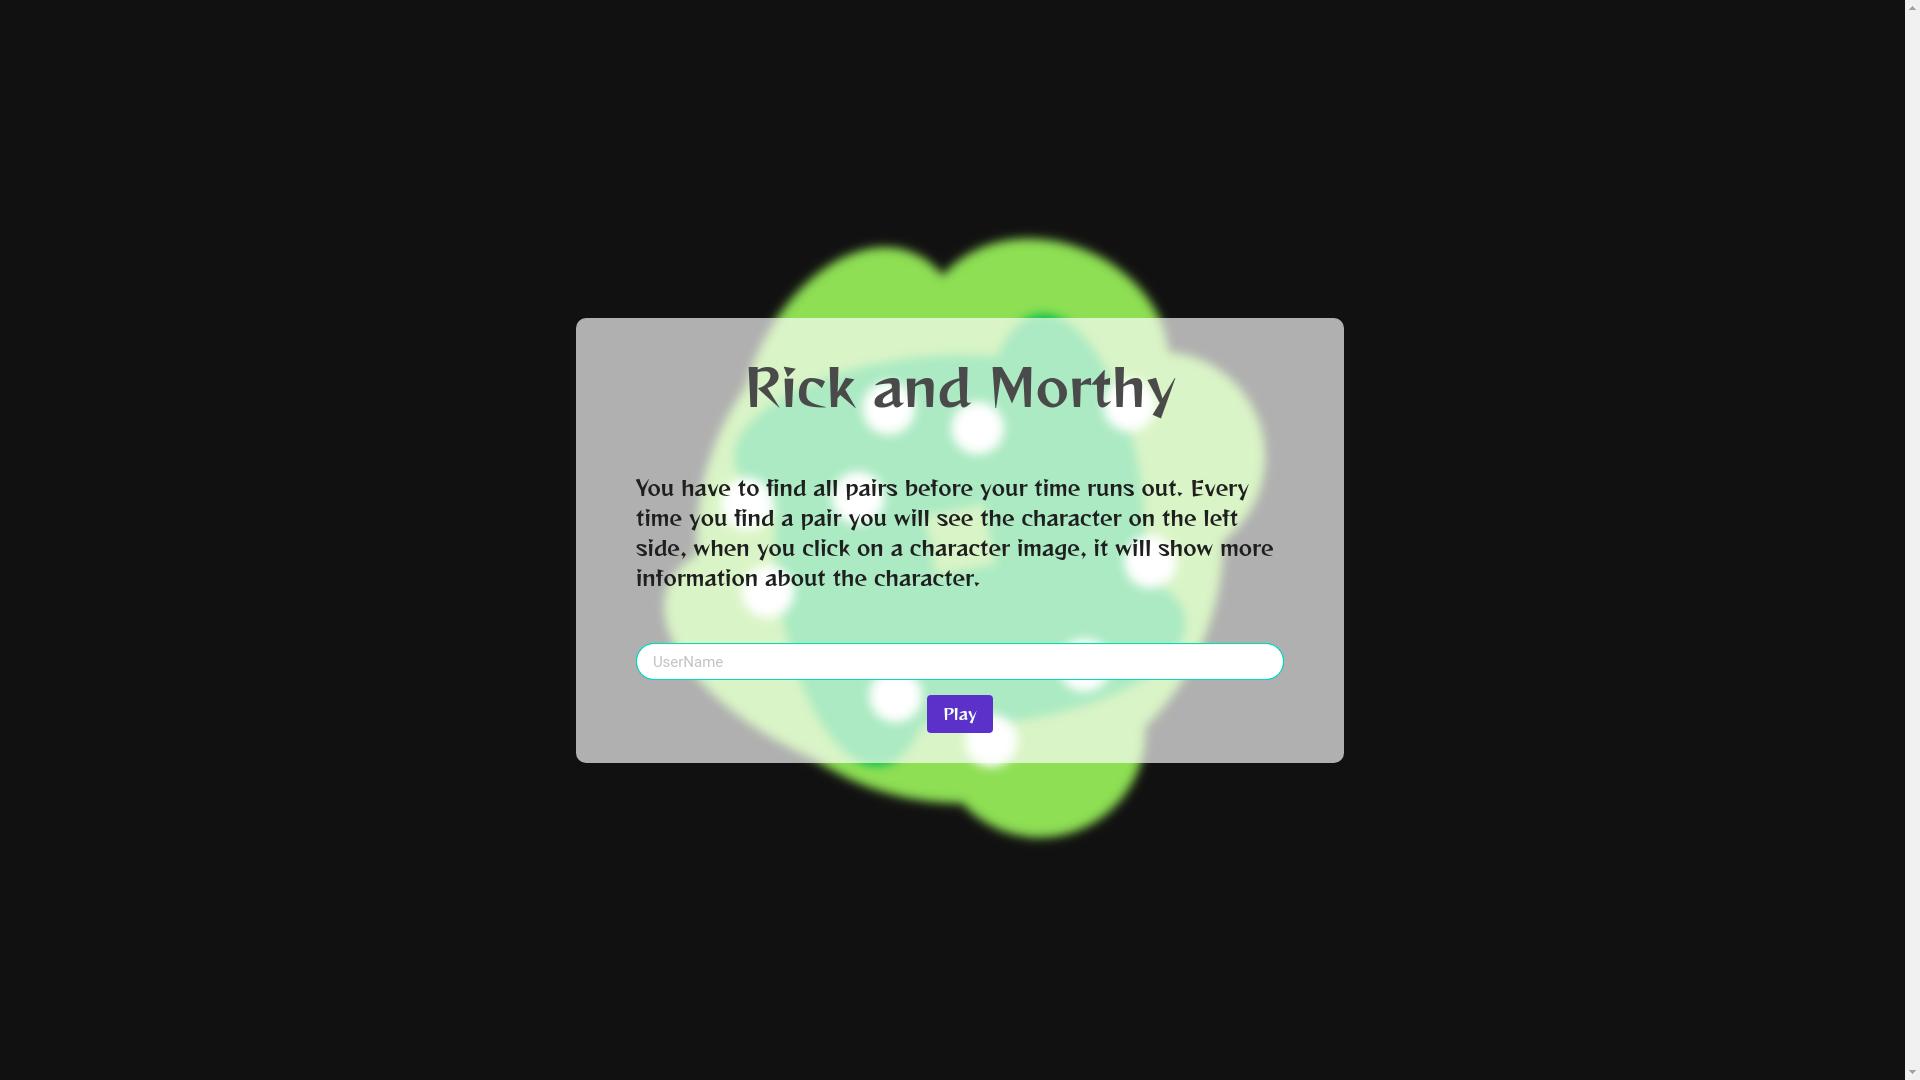 Rick and Morthy
You have to find all pairs before your time runs out. Every
time you find a pair you will see the character on the left
side, when you click on a character image, it will show more
information about the character.
UserName
Play